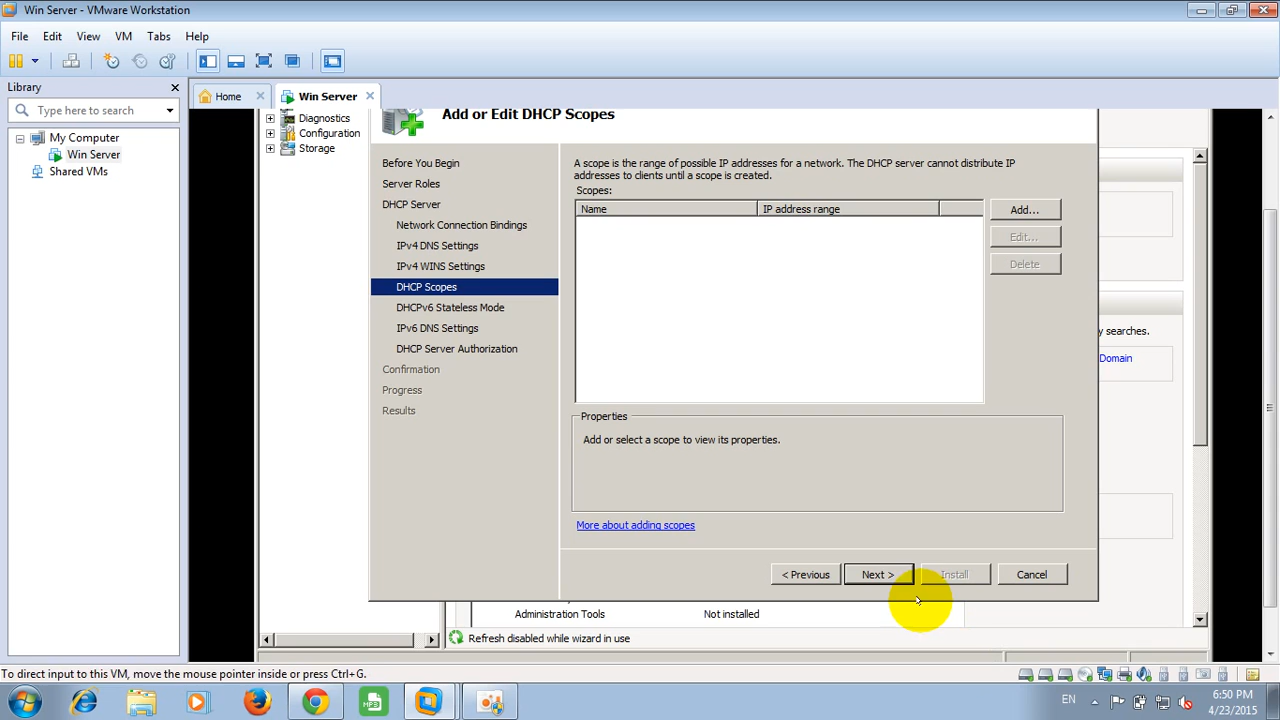 Win Server - VMware Workstation
File Edit View VM Tabs Help
Library
Type here to search
My Computer
Win Server
Shared VMs
Home
Win Server
Diagnostics
Configuration
Storage
Add or Edit DHCP Scopes
Before You Begin
Server Roles
DHCP Server
Network Connection Bindings
IPv4 DNS Settings
IPv4 WINS Settings
DHCP Scopes
DHCPv6 Stateless Mode
IPv6 DNS Settings
DHCP Server Authorization
Confirmation
Progress
Results
A scope is the range of possible IP addresses for a network. The DHCP server cannot distribute IP
addresses to clients until a scope is created.
Scopes:
Name IP address range
Add...
Edit...
Delete
Properties
Add or select a scope to view its properties.
More about adding scopes
< Previous Next > Install Cancel
y searches.
Domain
Administration Tools Not installed
Refresh disabled while wizard in use
To direct input to this VM, move the mouse pointer inside or press Ctrl+G.
MP3
EN
6:50 PM
4/23/2015